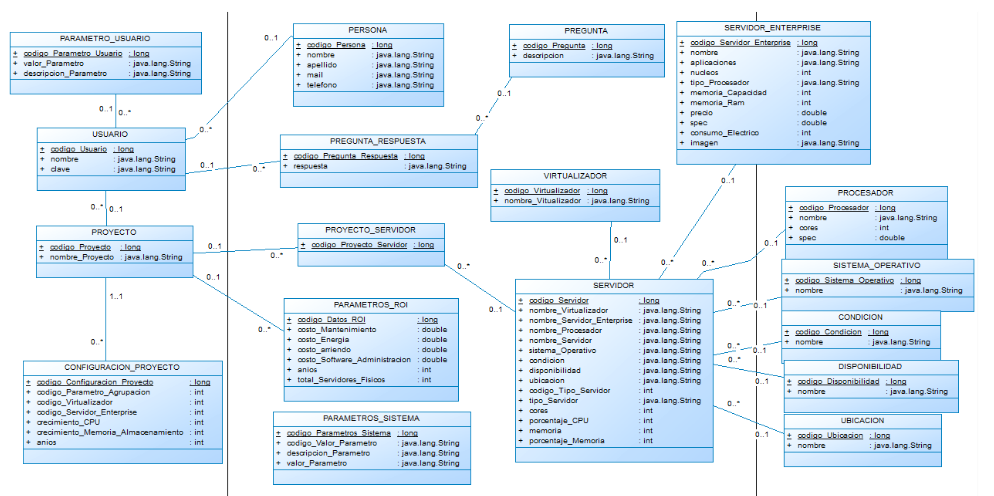 PARAMETRO_USUARIO
+ codigo_Parametro_Usuario : long
+ valor_Parametro : java.lang.String
+ descripcion_Parametro : java.lang.String
0..1
0..*
USUARIO
+ codigo_Usuario : long
+ nombre : java.lang.String
+ clave : java.lang.String
0..*
0..1
PROYECTO
+ codigo_Proyecto : long
+ nombre_Proyecto : java.lang.String
1..1
0..*
CONFIGURACION_PROYECTO
+ codigo_Configuracion_Proyecto : long
+ codigo_Parametro_Agrupacion : int
+ codigo_Virtualizador : int
+ codigo_Servidor_Enterprise : int
+ crecimiento_CPU : int
+ crecimiento_Memoria_Almacenamiento : int
+ anios : int
0..1
0..*
PERSONA
+ codigo_Persona : long
+ nombre : java.lang.String
+ apellido : java.lang.String
+ mail : java.lang.String
+ telefono : java.lang.String
0..1
0..*
PREGUNTA_RESPUESTA
+ codigo_Pregunta_Respuesta : long
+ respuesta : java.lang.String
0..1
0..*
PROYECTO_SERVIDOR
+ codigo_Proyecto_Servidor : long
0..1
0..*
PARAMETROS_ROI
+ codigo_Datos_ROI : long
+ costo_Mantenimiento : double
+ costo_Energia : double
+ costo_arriendo : double
+ costo_Software_Administracion : double
+ anios : int
+ total_Servidores_Fisicos : int
PARAMETROS_SISTEMA
+ codigo_Parametros_Sistema : long
+ codigo_Valor_Parametro : java.lang.String
+ descripcion_Parametro : java.lang.String
+ valor_Parametro : java.lang.String
PREGUNTA
+ codigo_Pregunta : long
+ descripcion : java.lang.String
0..1
0..*
VIRTUALIZADOR
+ codigo_Virtualizador : long
+ nombre_Vitualizador : java.lang.String
0..1
0..*
0..*
0..1
SERVIDOR
+ codigo_Servidor : long
+ nombre_Virtualizador : java.lang.String
+ nombre_Servidor_Enterprise : java.lang.String
+ nombre_Procesador : java.lang.String
+ nombre_Servidor : java.lang.String
+ sistema_Operativo : java.lang.String
+ condicion : java.lang.String
+ disponibilidad : java.lang.String
+ ubicacion : java.lang.String
+ codigo_Tipo_Servidor : int
+ tipo_Servidor : java.lang.String
+ cores : int
+ porcentaje_CPU : int
+ memoria : int
+ porcentaje_Memoria : int
SERVIDOR_ENTERPRISE
+ codigo_Servidor_Enterprise : long
+ nombre : java.lang.String
+ aplicaciones : java.lang.String
+ nucleos : int
+ tipo_Procesador : java.lang.String
+ memoria_Capacidad : int
+ memoria_Ram : int
+ precio : double
+ spec : double
+ consumo_Electrico : int
+ imagen : java.lang.String
0..1
0..*
PROCESADOR
+ codigo_Procesador : long
+ nombre : java.lang.String
+ cores : int
+ spec : double
0..1
0..*
SISTEMA_OPERATIVO
+ codigo_Sistema_Operativo : long
+ nombre : java.lang.String
0..*
0..1
CONDICION
+ codigo_Condicion : long
+ nombre : java.lang.String
0..*
0..1
DISPONIBILIDAD
+ codigo_Disponibilidad : long
+ nombre : java.lang.String
0..*
0..1
UBICACION
+ codigo_Ubicacion : long
+ nombre : java.lang.String
0..*
0..1